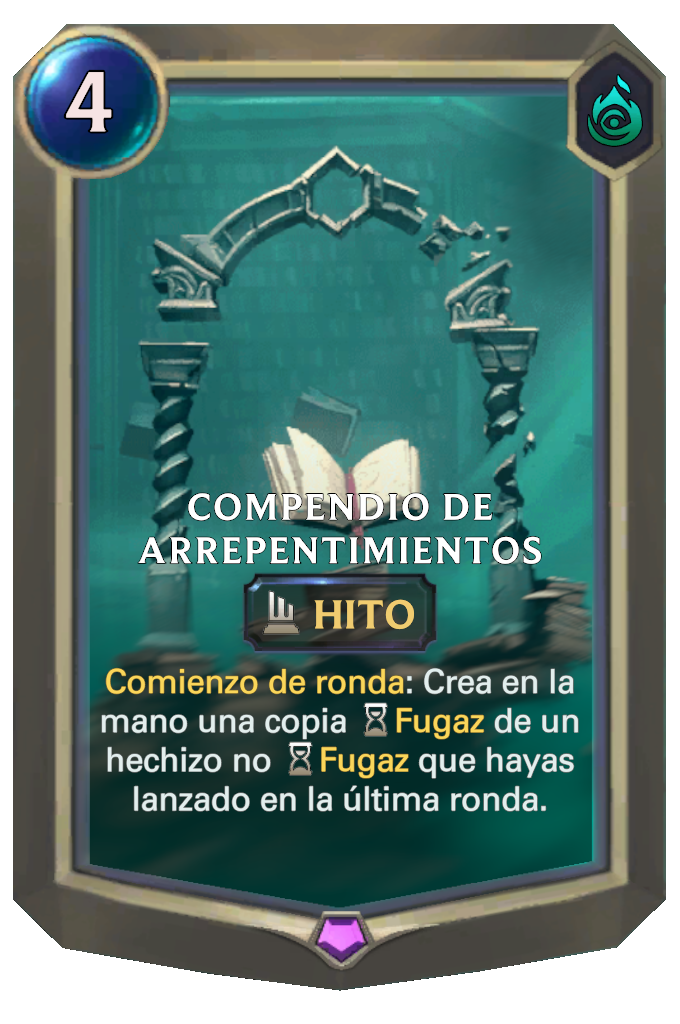 4
COMPENDIO DE
ARREPENTIMIENTOS
HITO
Comienzo de ronda: Crea en la
mano una copia Fugaz de un
hechizo no Fugaz que hayas
lanzado en la última ronda.